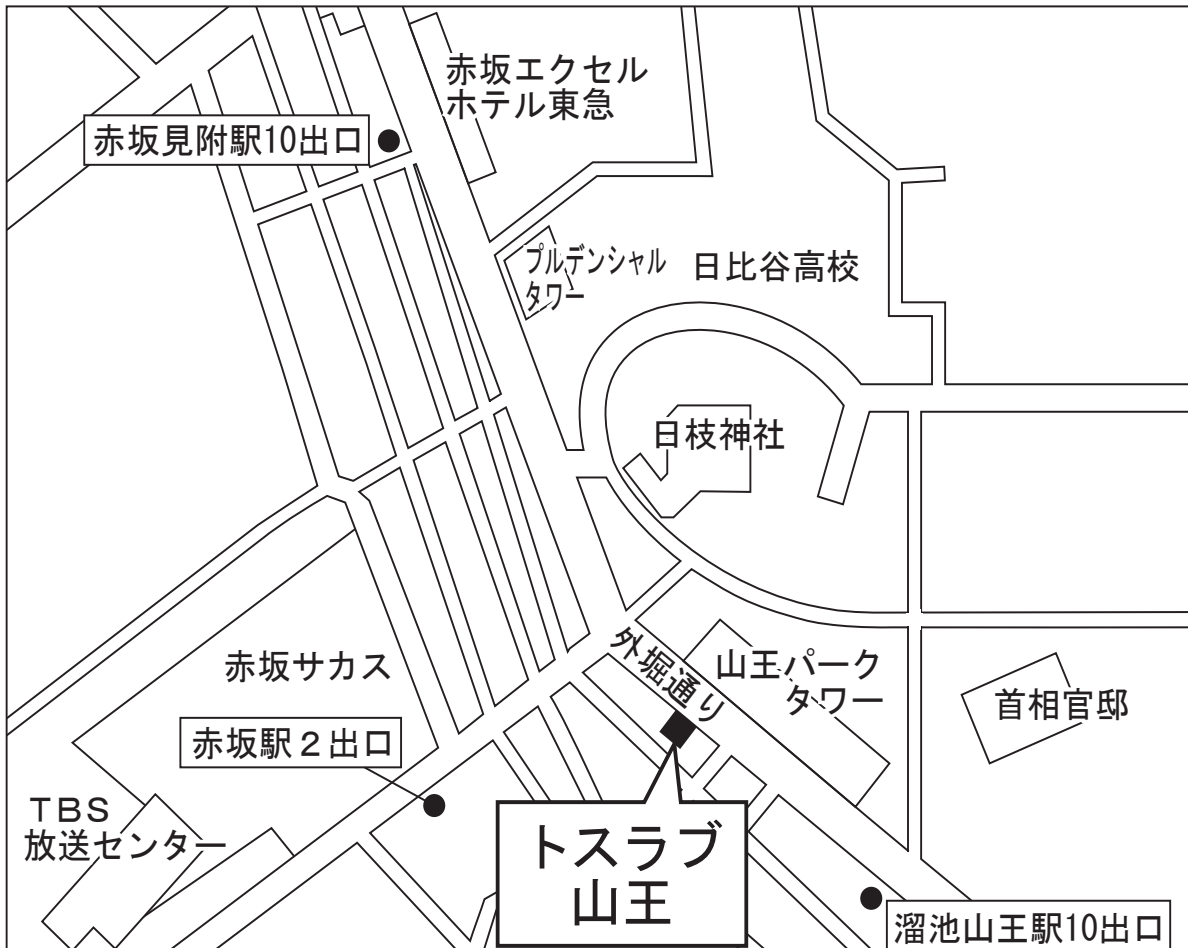 赤坂エクセル
ホテル東急
赤坂見附駅10出口
プルデンシャル
タワー
日比谷高校
日枝神社
外堀通り
山王パーク
タワー
赤坂サカス
首相官邸
赤坂駅２出口
TBS
放送センター
トスラブ
山王
溜池山王駅10出口